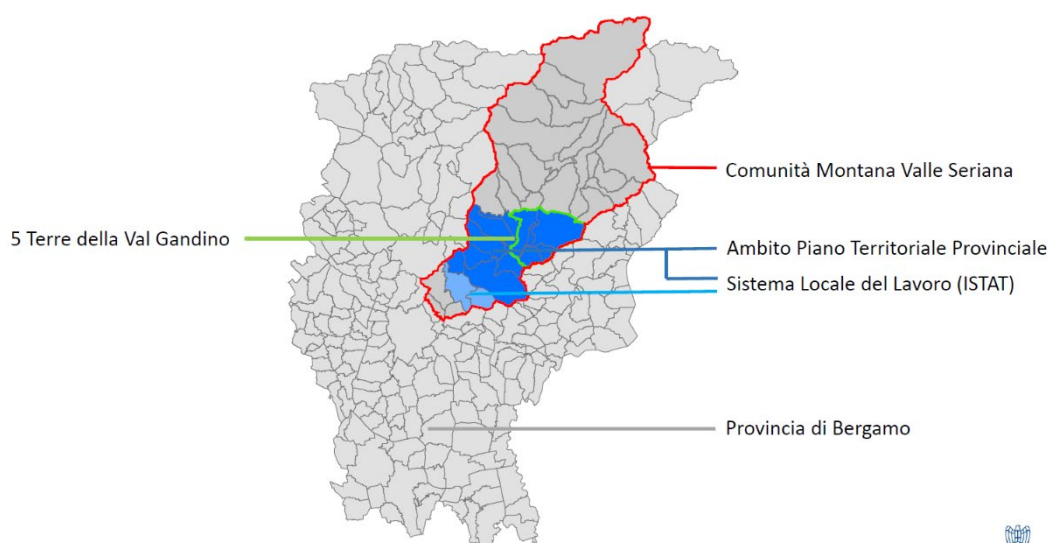 Comunità Montana Valle Seriana
5 Terre della Val Gandino
Ambito Piano Territoriale Provinciale
Sistema Locale del Lavoro (ISTAT)
Provincia di Bergamo